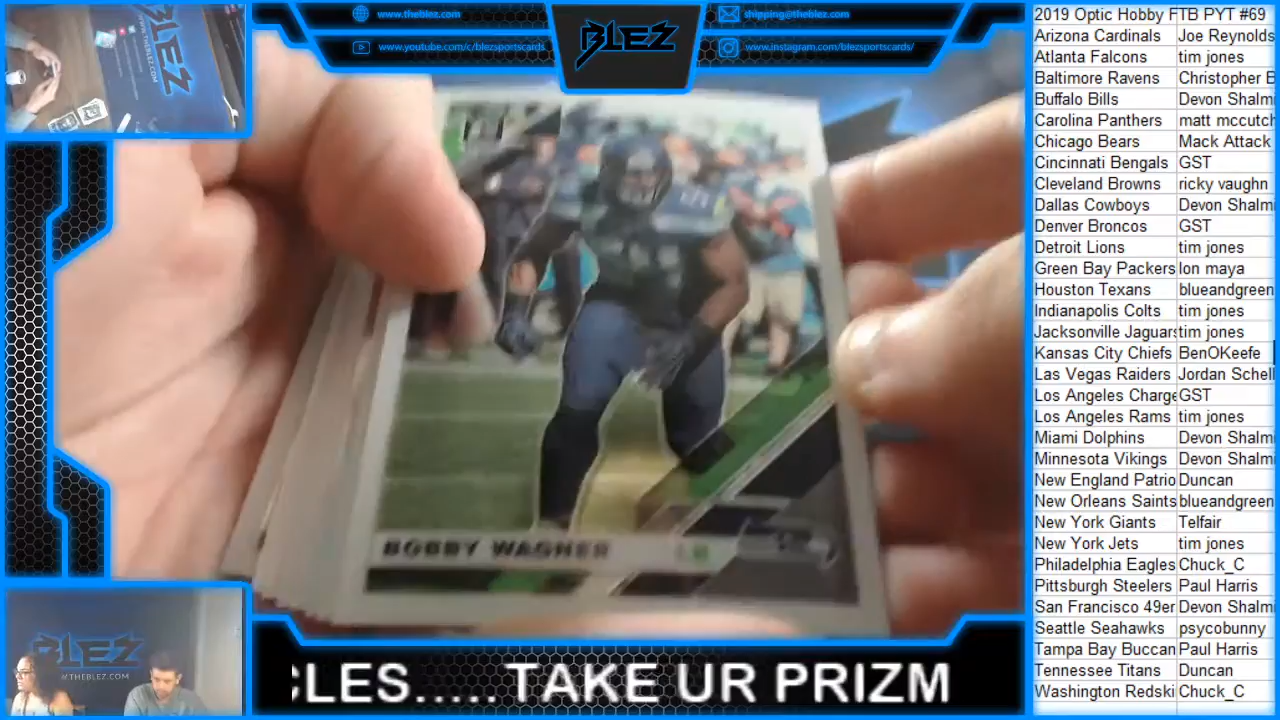 www.theblez.com
shipping@theblez.com
www.youtube.com/c/blezsportscards
www.instagram.com/blezsportscards/
BLEZ
BOBBY WAGNER LB
BLEZ
WWW.THEBLEZ.COM
CLES.....TAKE UR PRIZM
2019 Optic Hobby F TB PYT #69
Arizona Cardinals Joe Reynolds
Atlanta Falcons tim jones
Baltimore Ravens Christopher B
Buffalo Bills Devon Shalm
Carolina Panthers matt mccutch
Chicago Bears Mack Attack
Cincinnati Bengals GST
Cleveland Browns ricky vaughn
Dallas Cowboys Devon Shalm
Denver Broncos GST
Detroit Lions tim jones
Green Bay Packers lon maya
Houston Texans blueandgreen
Indianapolis Colts tim jones
Jacksonville Jaguars tim jones
Kansas City Chiefs BenOKeefe
Las Vegas Raiders Jordan Schell
Los Angeles Charge GST
Los Angeles Rams tim jones
Miami Dolphins Devon Shalm
Minnesota Vikings Devon Shalm
New England Patrio Duncan
New Orleans Saints blueandgreen
New York Giants Telfair
New York Jets tim jones
Philadelphia Eagles Chuck_C
Pittsburgh Steelers Paul Harris
San Francisco 49er Devon Shalm
Seattle Seahawks psycobunny
Tampa Bay Buccan Paul Harris
Tennessee Titans Duncan
Washington Redski Chuck_C